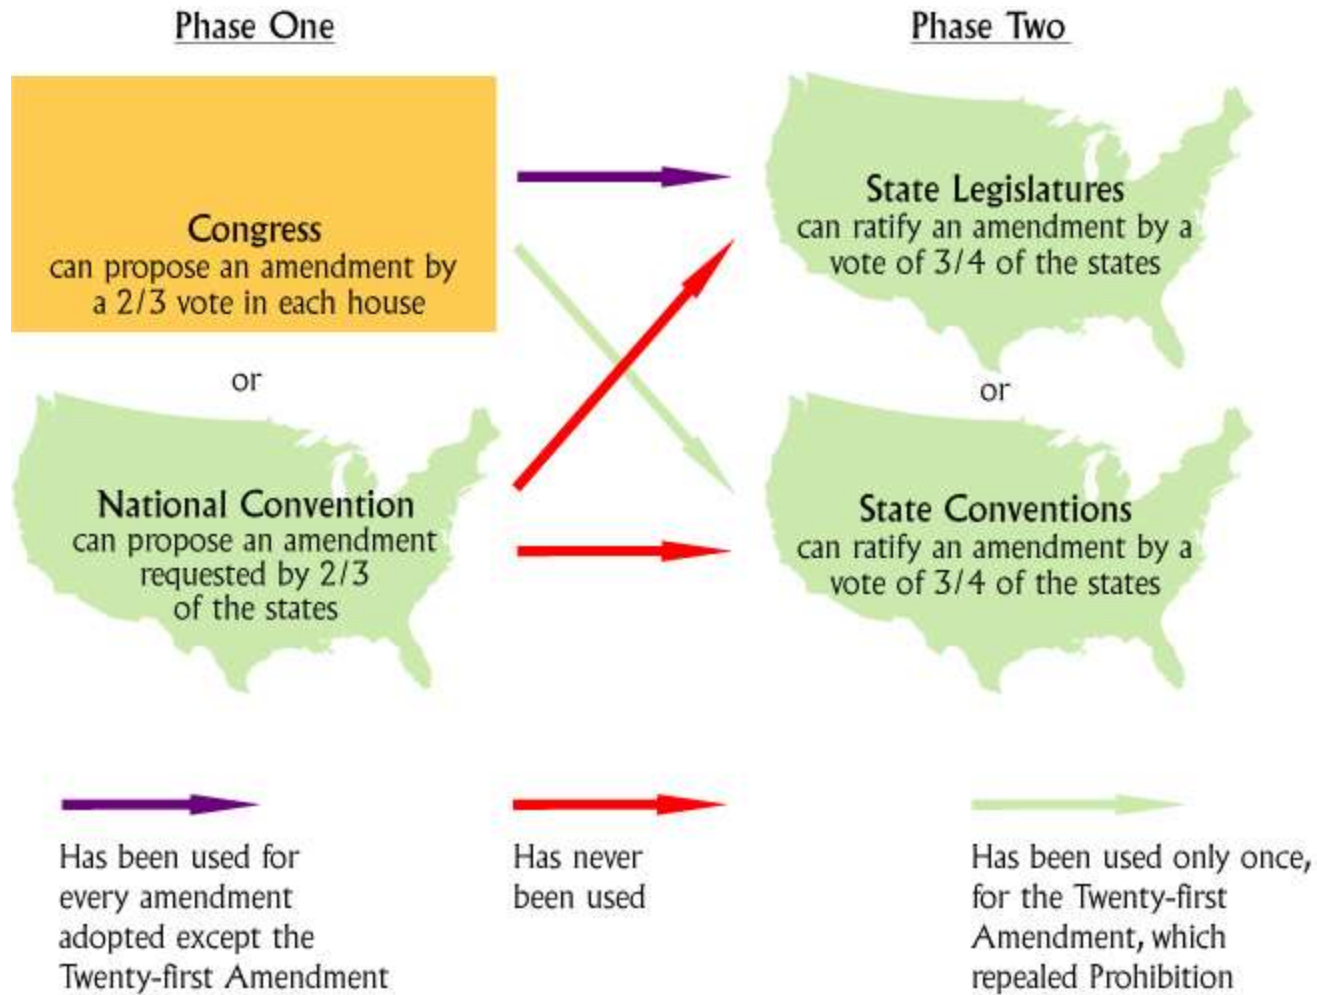 Phase One
Phase Two
Congress
can propose an amendment by
a 2/3 vote in each house
or
National Convention
can propose an amendment
requested by 2/3
of the states
State Legislatures
can ratify an amendment by a
vote of 3/4 of the states
or
State Conventions
can ratify an amendment by a
vote of 3/4 of the states
Has been used for
every amendment
adopted except the
Twenty-first Amendment
Has never
been used
Has been used only once,
for the Twenty-first
Amendment, which
repealed Prohibition